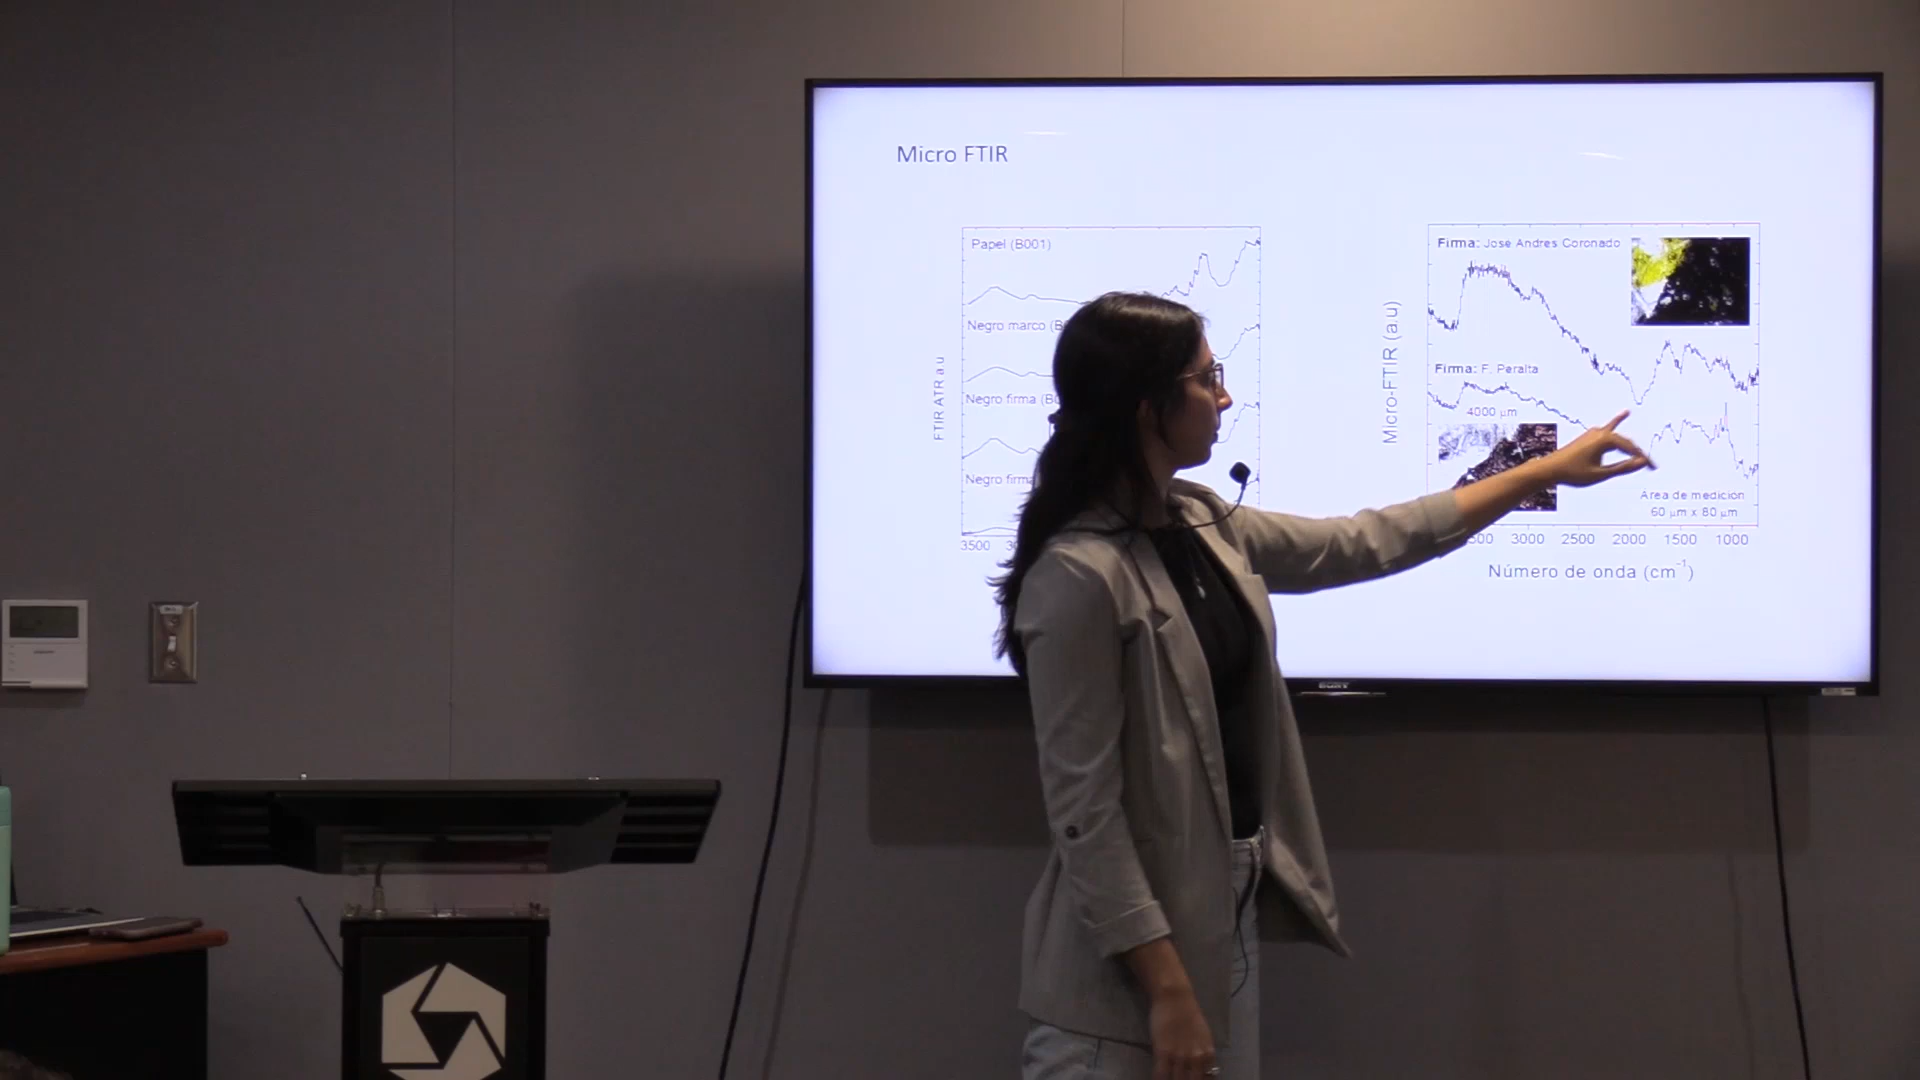 Micro FTIR
Papel (B001)
Negro marco
Negro firma
Negro
FTIR ATR a.u
3500
Firma: Jose Andres Coronado
Firma: F. Peralta
4000 µm
Area de medicion
60 µm x 80 µm
Micro-FTIR (a.u)
3000 2500 2000 1500 1000
Número de onda (cm⁻¹)
SONY